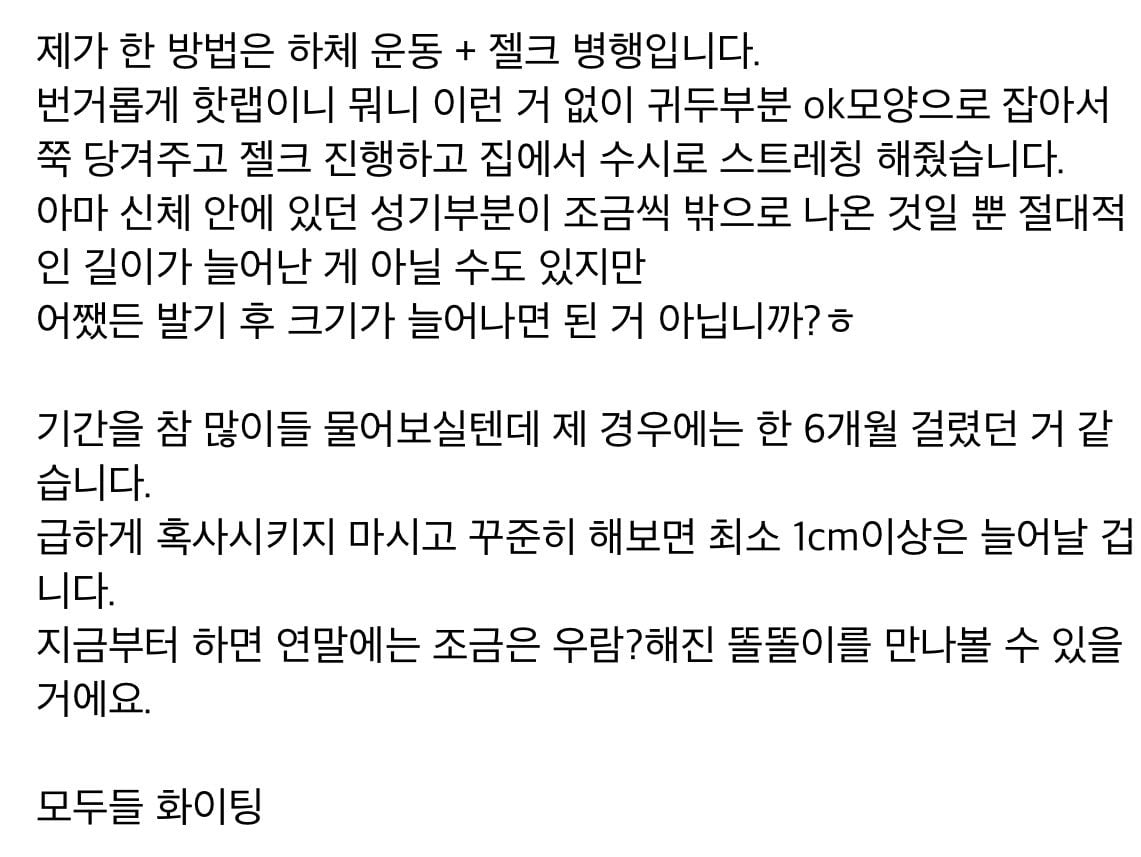 제가 한 방법은 하체 운동 + 젤크 병행입니다.
번거롭게 핫랩이니 뭐니 이런 거 없이 귀두부분 ok모양으로 잡아서
쭉 당겨주고 젤크 진행하고 집에서 수시로 스트레칭 해줬습니다.
아마 신체 안에 있던 성기부분이 조금씩 밖으로 나온 것일 뿐 절대적
인 길이가 늘어난 게 아닐 수도 있지만
어쨌든 발기 후 크기가 늘어나면 된 거 아닙니까?ㅎ
기간을 참 많이들 물어보실텐데 제 경우에는 한 6개월 걸렸던 거 같
습니다.
급하게 혹사시키지 마시고 꾸준히 해보면 최소 1cm이상은 늘어날 겁
니다.
지금부터 하면 연말에는 조금은 우람?해진 똘똘이를 만나볼 수 있을
거에요.
모두들 화이팅